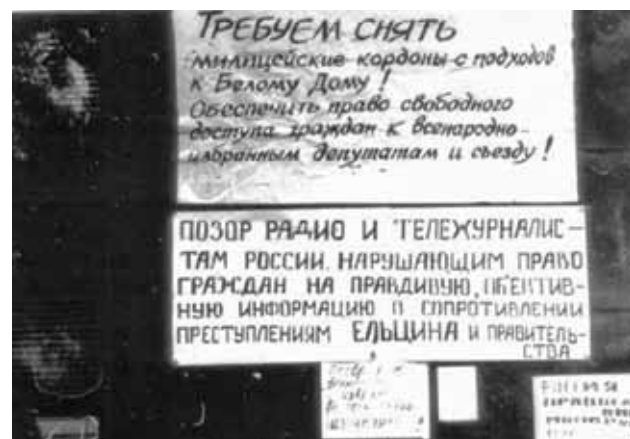 ТРЕБУЕМ СНЯТЬ
милицейские кордоны с подходов
к Белому Дому!
Обеспечить право свободного
доступа граждан к всенародно-
избранным депутатам и съезду!
ПОЗОР РАДИО И ТЕЛЕЖУРНАЛИС-
ТАМ РОССИИ, НАРУШАЮЩИМ ПРАВО
ГРАЖДАН НА ПРАВДИВУЮ, ОБЕКТИВ-
НУЮ ИНФОРМАЦИЮ О СОПРОТИВЛЕНИИ
ПРЕСТУПЛЕНИЯМ ЕЛЬЦИНА И ПРАВИТЕЛЬ-
СТВА